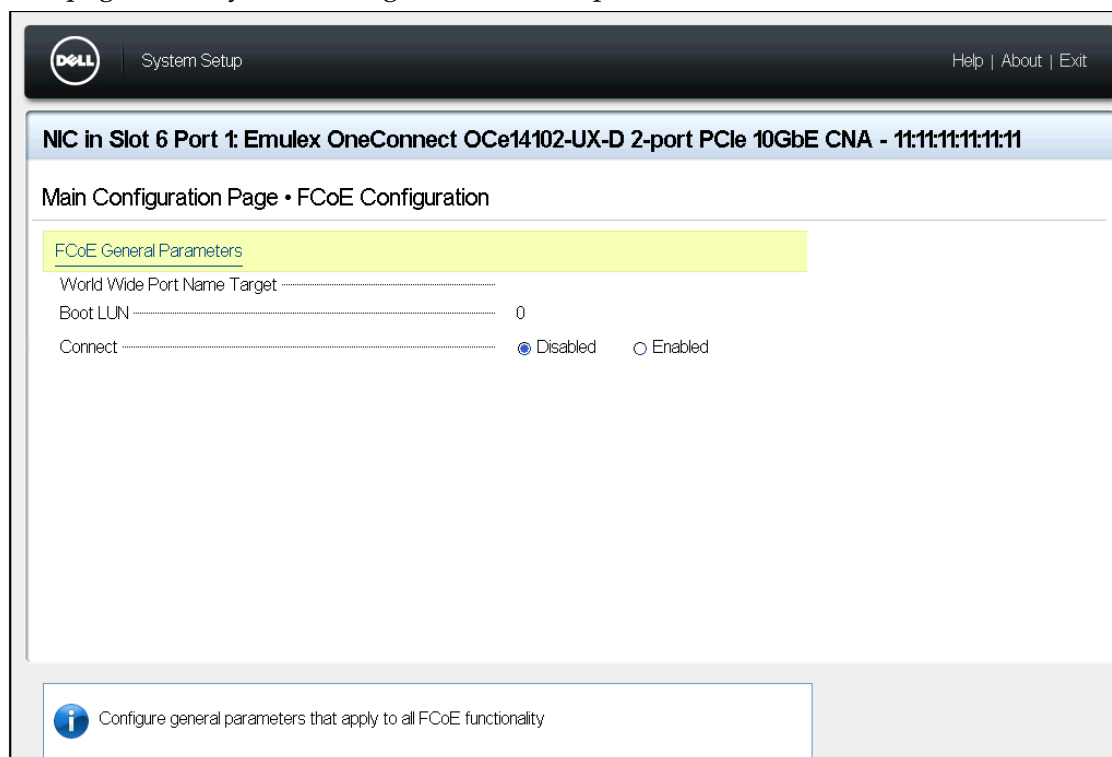 DELL
System Setup
Help | About | Exit
NIC in Slot 6 Port 1: Emulex OneConnect OCe14102-UX-D 2-port PCIe 10GbE CNA - 11:11:11:11:11:11
Main Configuration Page • FCoE Configuration
FCoE General Parameters
World Wide Port Name Target
Boot LUN 0
Connect Disabled Enabled
Configure general parameters that apply to all FCoE functionality